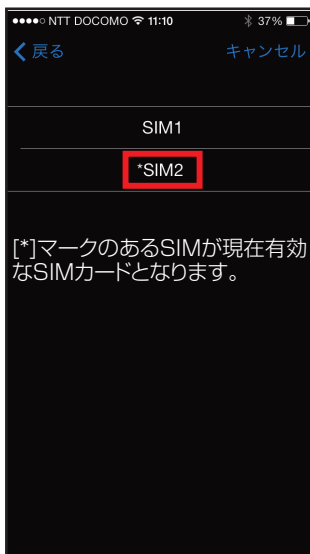 NTT DOCOMO 11:10 37%
戻る キャンセル
SIM1
*SIM2
[*]マークのあるSIMが現在有効
なSIMカードとなります。